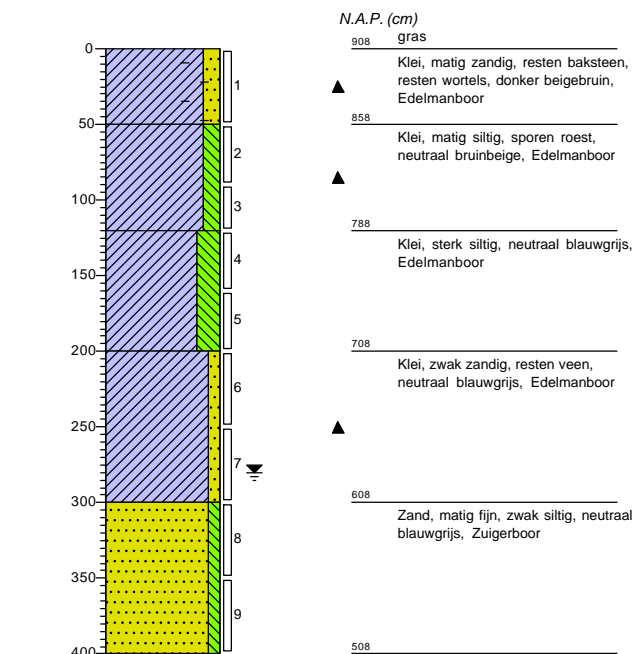 N.A.P. (cm)
0
908
gras
Klei, matig zandig, resten baksteen,
resten wortels, donker beigebruin,
Edelmanboor
1
50
858
Klei, matig siltig, sporen roest,
neutraal bruinbeige, Edelmanboor
2
100
3
788
Klei, sterk siltig, neutraal blauwgrijs,
Edelmanboor
4
150
5
200
708
Klei, zwak zandig, resten veen,
neutraal blauwgrijs, Edelmanboor
6
250
7
300
608
Zand, matig fijn, zwak siltig, neutraal
blauwgrijs, Zuigerboor
8
350
9
400
508